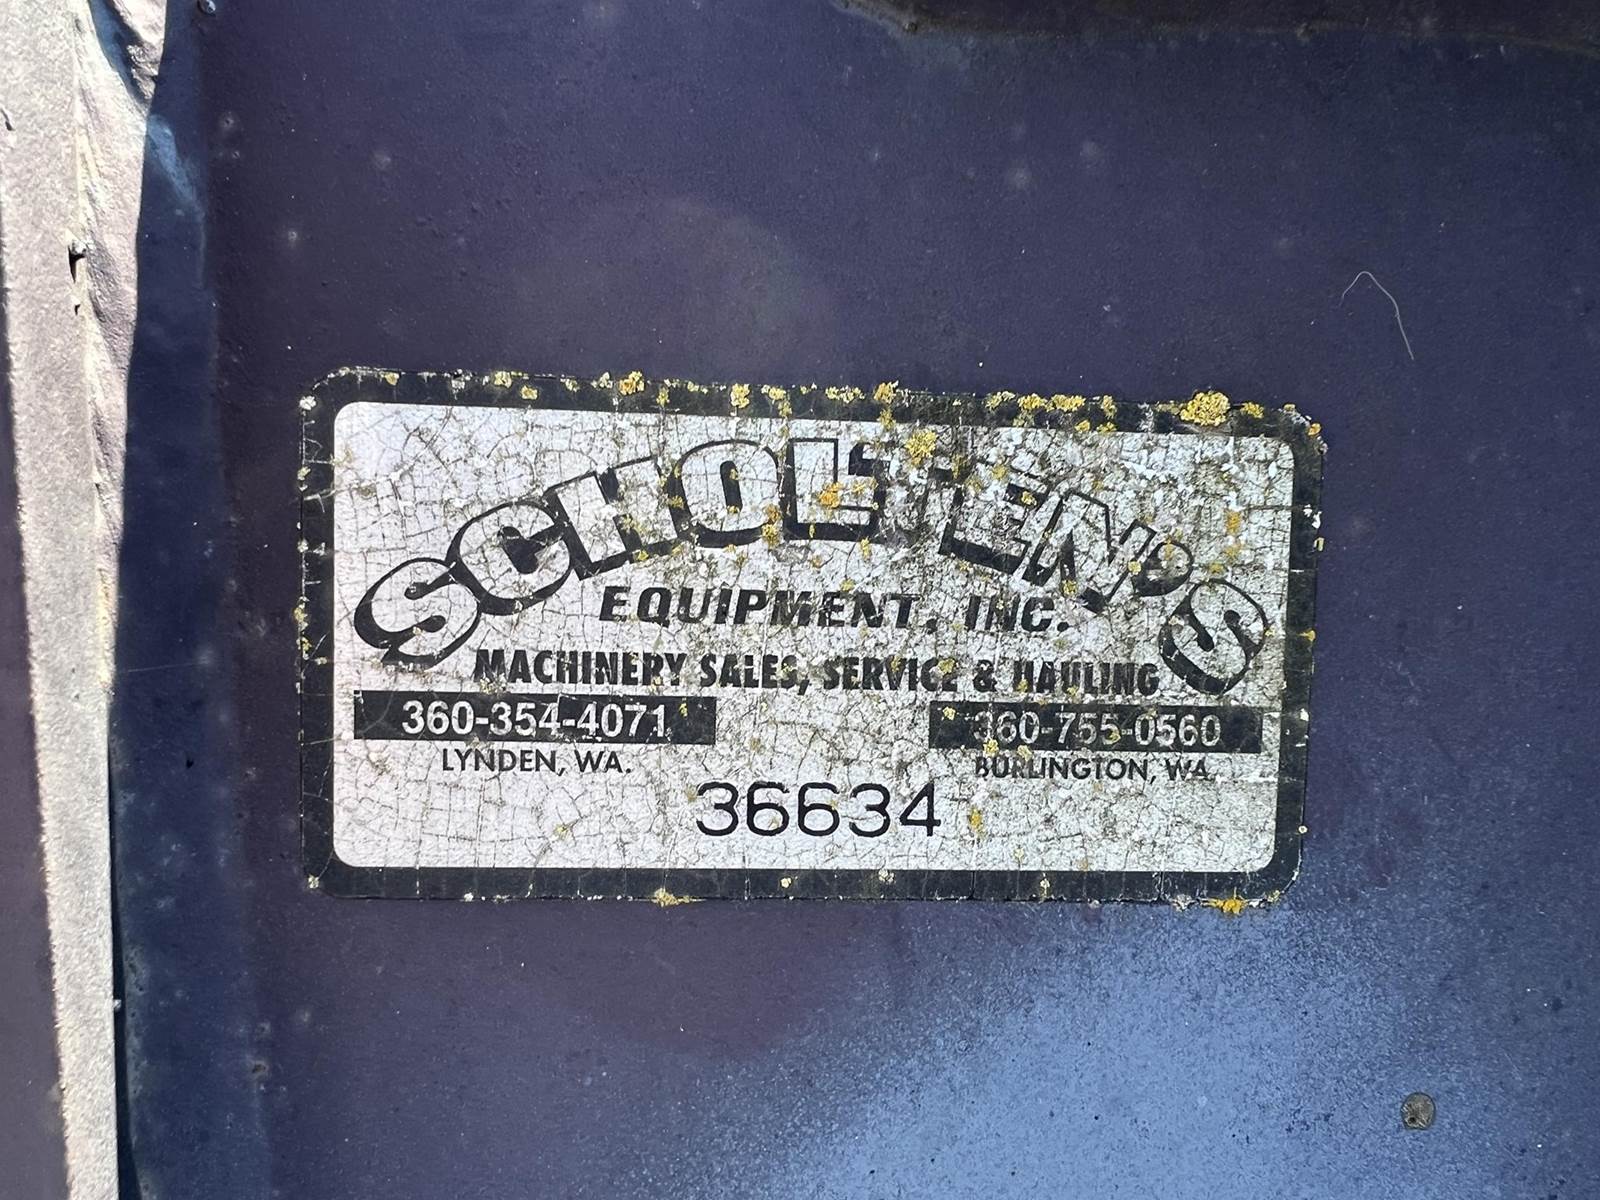 SCHOLTEN'S
EQUIPMENT, INC.
MACHINERY SALES, SERVICE & HAULING
360-354-4071
LYNDEN, WA.
360-755-0560
BURLINGTON, WA.
36634